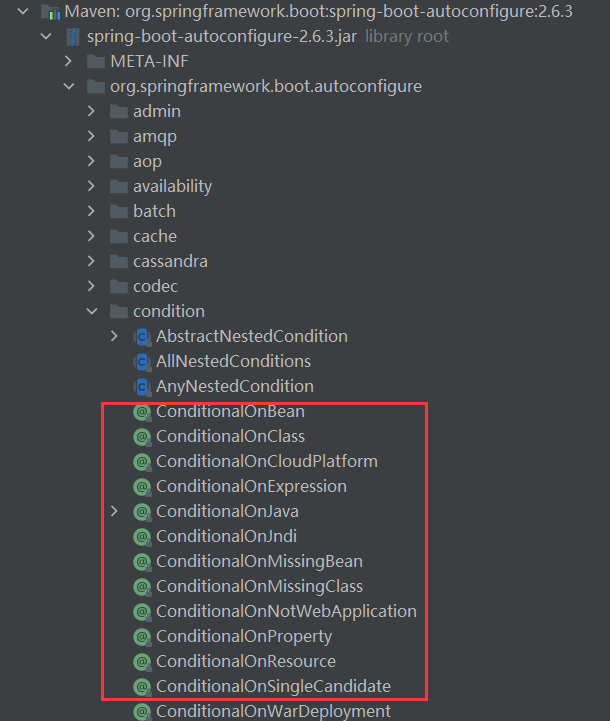 Maven: org.springframework.boot:spring-boot-autoconfigure:2.6.3
spring-boot-autoconfigure-2.6.3.jar library root
META-INF
org.springframework.boot.autoconfigure
admin
amqp
aop
availability
batch
cache
cassandra
codec
condition
AbstractNestedCondition
AllNestedConditions
AnyNestedCondition
ConditionalOnBean
ConditionalOnClass
ConditionalOnCloudPlatform
ConditionalOnExpression
ConditionalOnJava
ConditionalOnJndi
ConditionalOnMissingBean
ConditionalOnMissingClass
ConditionalOnNotWebApplication
ConditionalOnProperty
ConditionalOnResource
ConditionalOnSingleCandidate
ConditionalOnWarDeployment